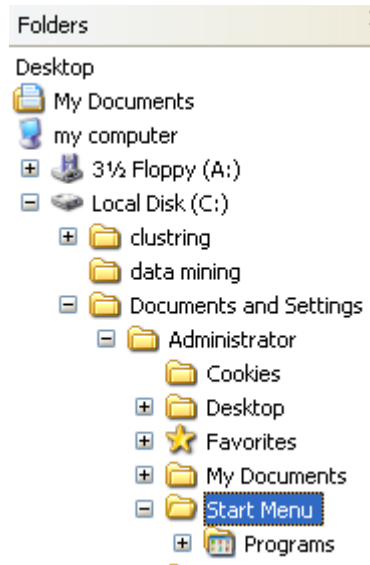 Folders
Desktop
My Documents
my computer
3½ Floppy (A:)
Local Disk (C:)
clustring
data mining
Documents and Settings
Administrator
Cookies
Desktop
Favorites
My Documents
Start Menu
Programs